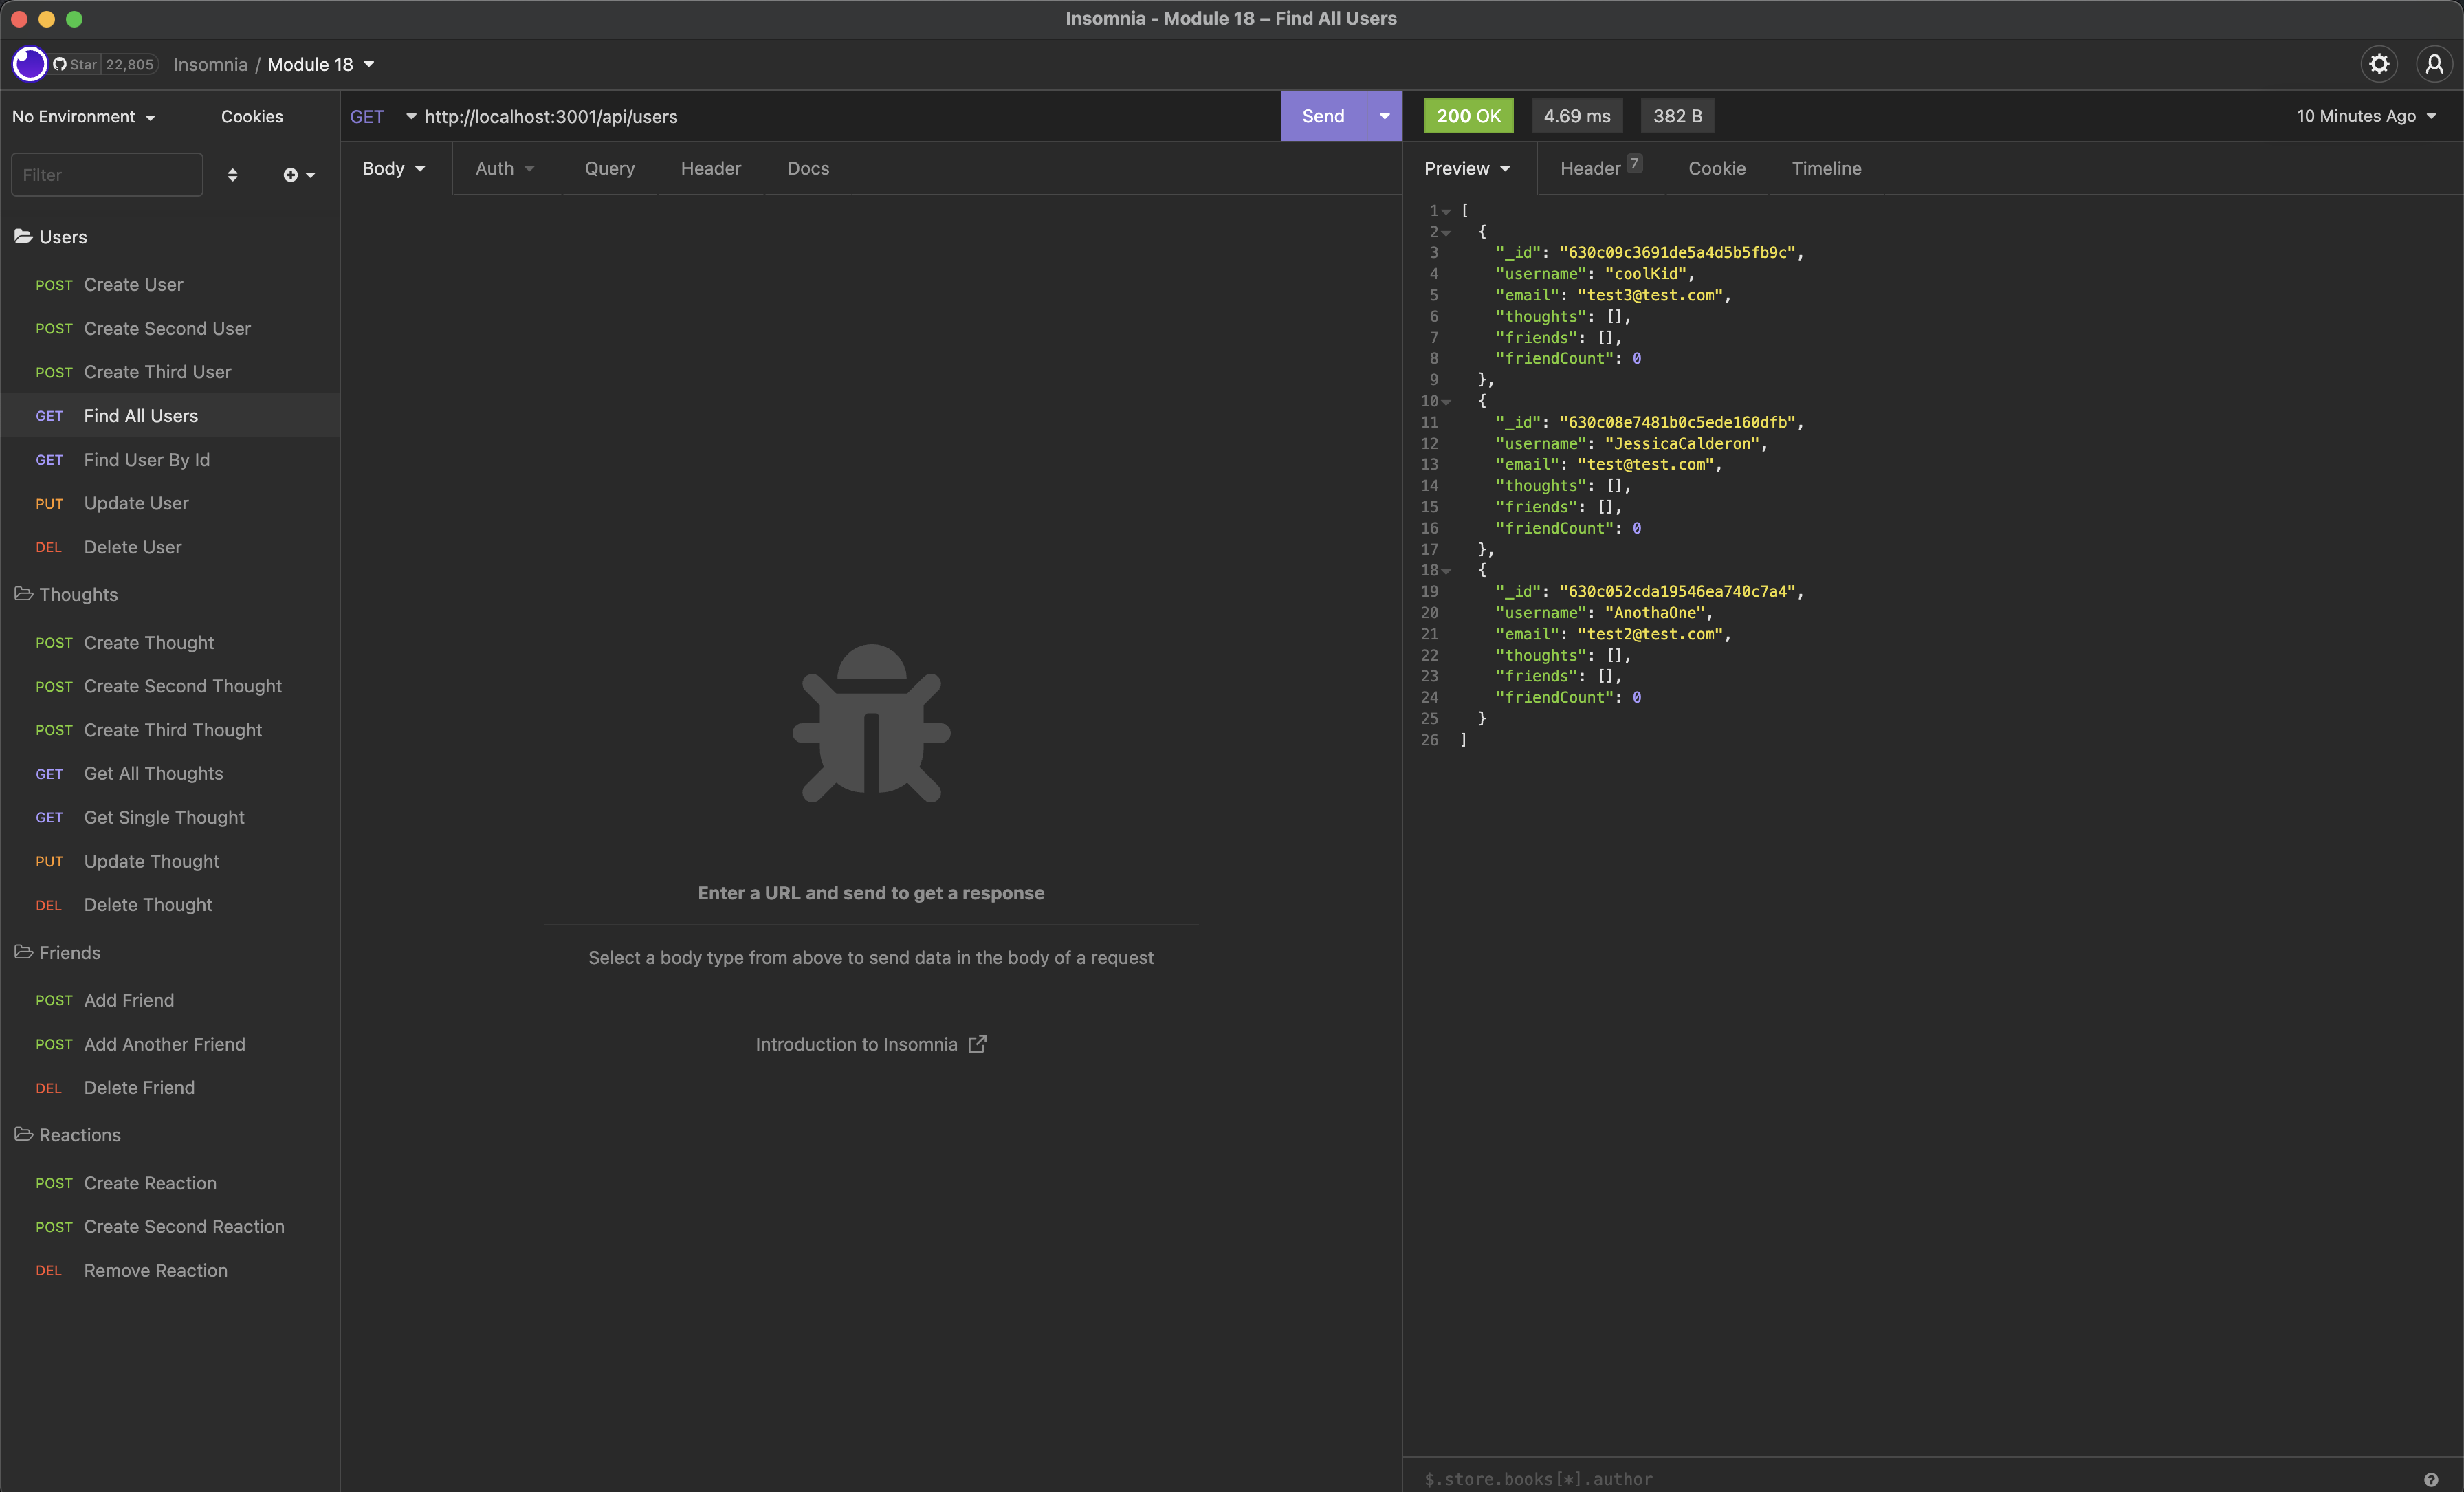 Insomnia - Module 18 – Find All Users
Star 22,805 Insomnia / Module 18
No Environment Cookies
Filter
Users
POST Create User
POST Create Second User
POST Create Third User
GET Find All Users
GET Find User By Id
PUT Update User
DEL Delete User
Thoughts
POST Create Thought
POST Create Second Thought
POST Create Third Thought
GET Get All Thoughts
GET Get Single Thought
PUT Update Thought
DEL Delete Thought
Friends
POST Add Friend
POST Add Another Friend
DEL Delete Friend
Reactions
POST Create Reaction
POST Create Second Reaction
DEL Remove Reaction
GET http://localhost:3001/api/users Send
Body Auth Query Header Docs
Enter a URL and send to get a response
Select a body type from above to send data in the body of a request
Introduction to Insomnia
200 OK 4.69 ms 382 B 10 Minutes Ago
Preview Header 7 Cookie Timeline
1 [
2 {
3 "_id": "630c09c3691de5a4d5b5fb9c",
4 "username": "coolKid",
5 "email": "test3@test.com",
6 "thoughts": [],
7 "friends": [],
8 "friendCount": 0
9 },
10 {
11 "_id": "630c08e7481b0c5ede160dfb",
12 "username": "JessicaCalderon",
13 "email": "test@test.com",
14 "thoughts": [],
15 "friends": [],
16 "friendCount": 0
17 },
18 {
19 "_id": "630c052cda19546ea740c7a4",
20 "username": "AnothaOne",
21 "email": "test2@test.com",
22 "thoughts": [],
23 "friends": [],
24 "friendCount": 0
25 }
26 ]
$.store.books[*].author